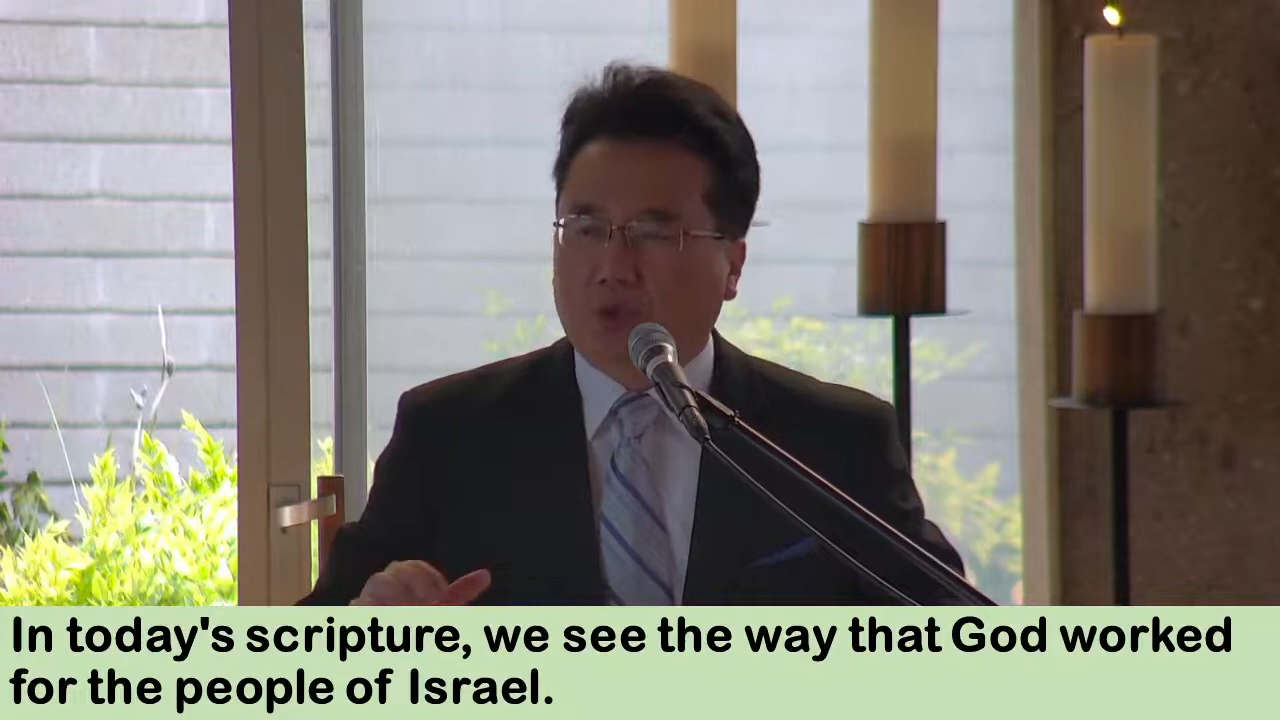 In today's scripture, we see the way that God worked
for the people of Israel.